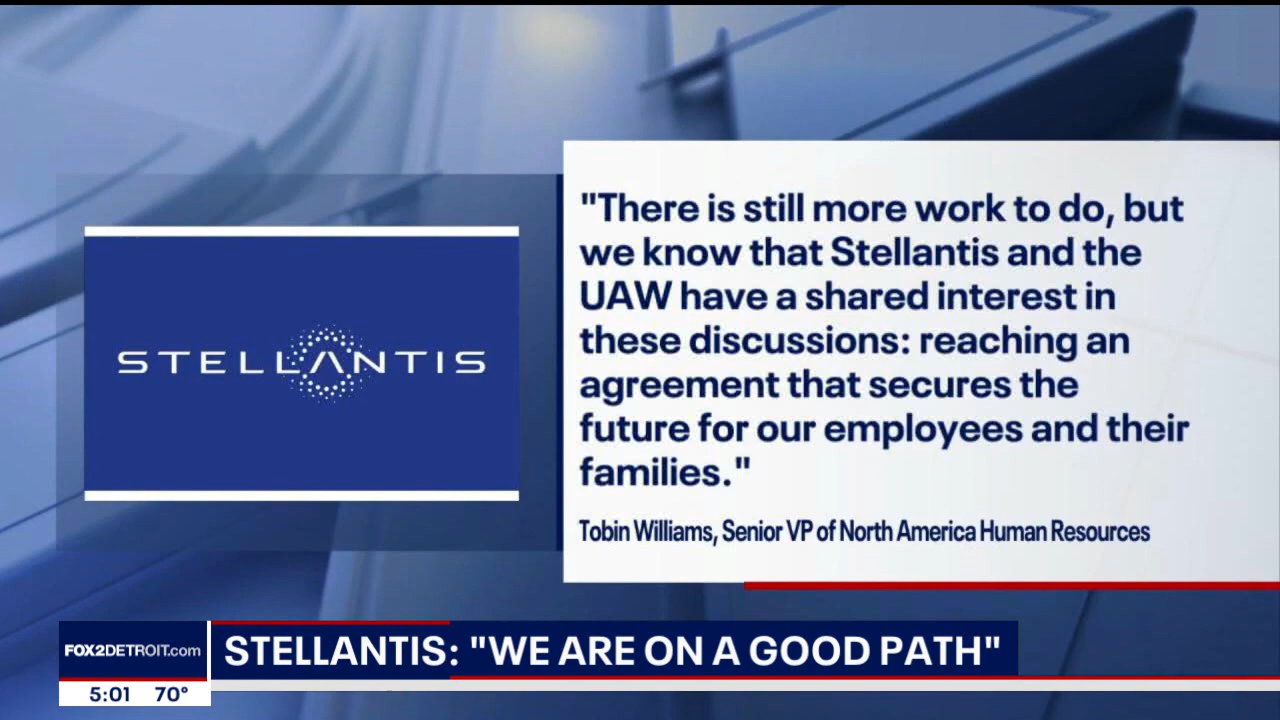 "There is still more work to do, but
we know that Stellantis and the
UAW have a shared interest in
these discussions: reaching an
agreement that secures the
future for our employees and their
families."
Tobin Williams, Senior VP of North America Human Resources
STELLANTIS
FOX2DETROIT.com
STELLANTIS: "WE ARE ON A GOOD PATH"
5:01 70°